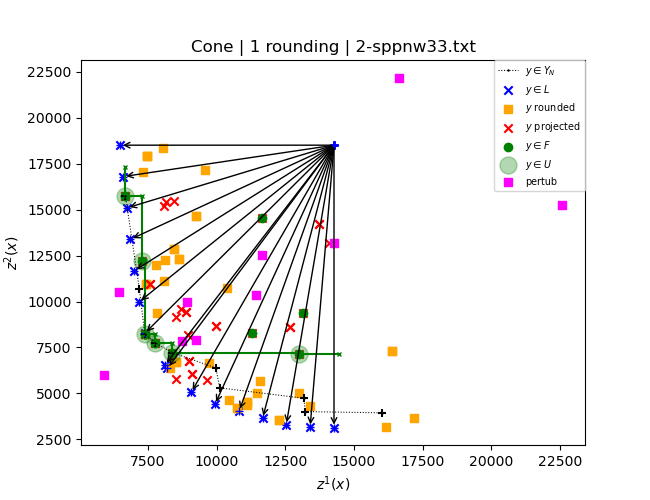 Cone | 1 rounding | 2-sppnw33.txt
22500
20000
17500
15000
12500
10000
7500
5000
2500
z²(x)
7500 10000 12500 15000 17500 20000 22500
z¹(x)
y ∈ Y_N
y ∈ L
y rounded
y projected
y ∈ F
y ∈ U
pertub